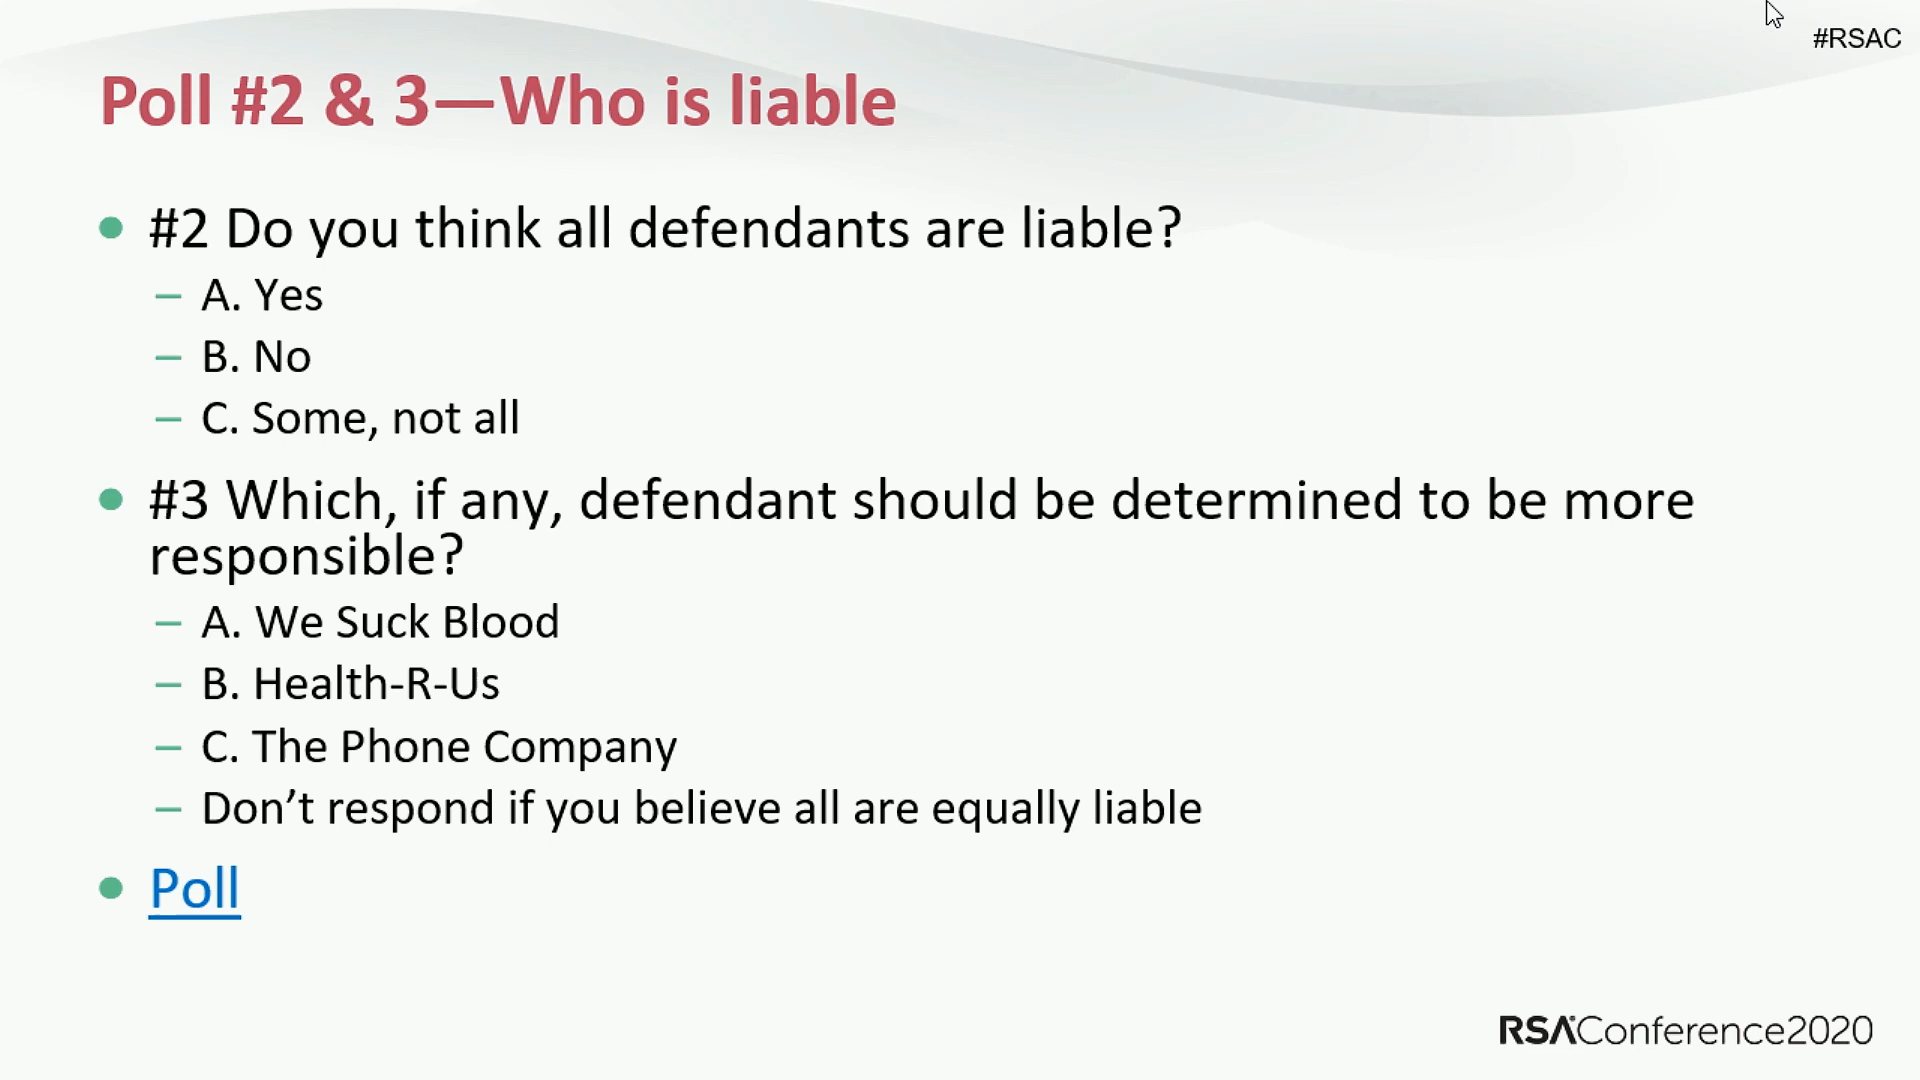 #RSAC
Poll #2 & 3—Who is liable
#2 Do you think all defendants are liable?
– A. Yes
– B. No
– C. Some, not all
#3 Which, if any, defendant should be determined to be more
responsible?
– A. We Suck Blood
– B. Health-R-Us
– C. The Phone Company
– Don’t respond if you believe all are equally liable
Poll
RSAConference2020